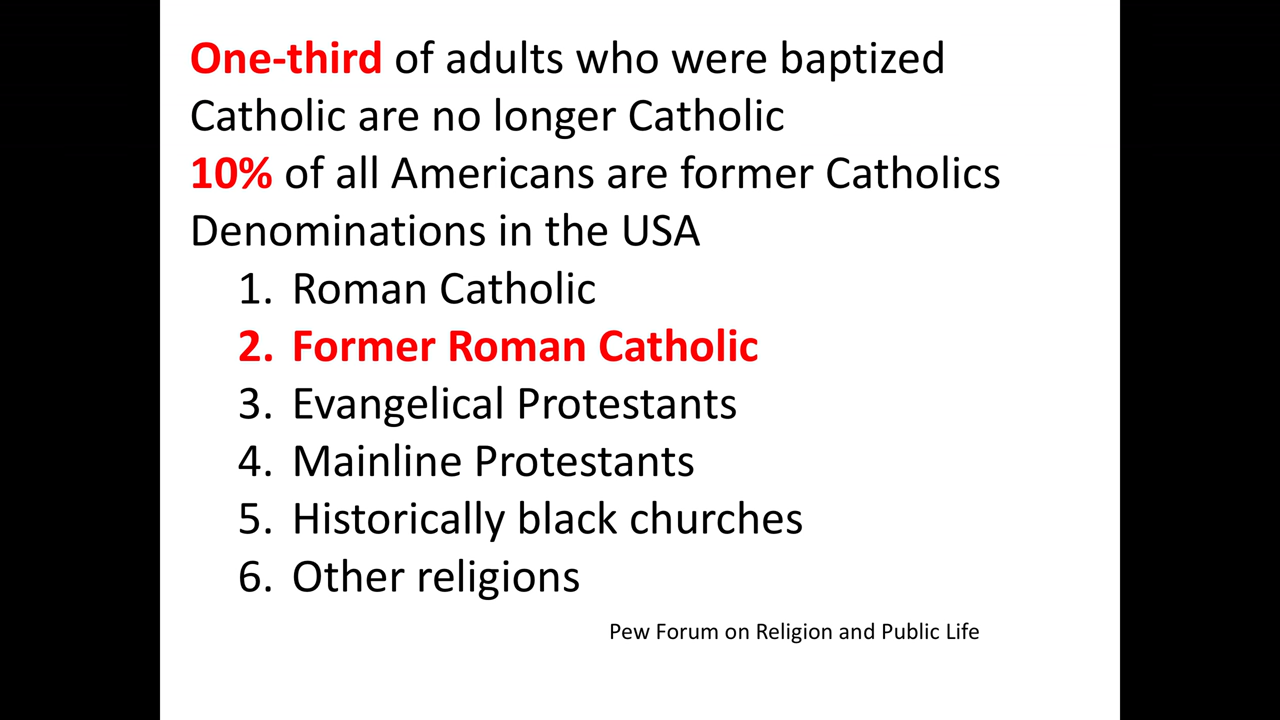 One-third of adults who were baptized
Catholic are no longer Catholic
10% of all Americans are former Catholics
Denominations in the USA
1. Roman Catholic
2. Former Roman Catholic
3. Evangelical Protestants
4. Mainline Protestants
5. Historically black churches
6. Other religions
Pew Forum on Religion and Public Life